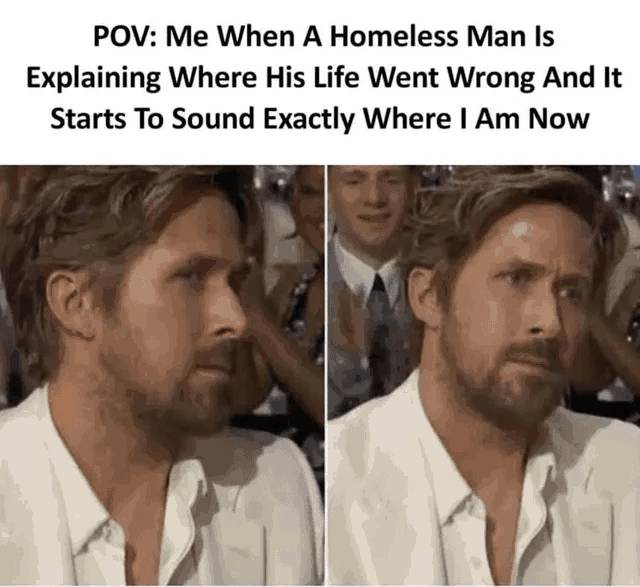 POV: Me When A Homeless Man Is
Explaining Where His Life Went Wrong And It
Starts To Sound Exactly Where I Am Now